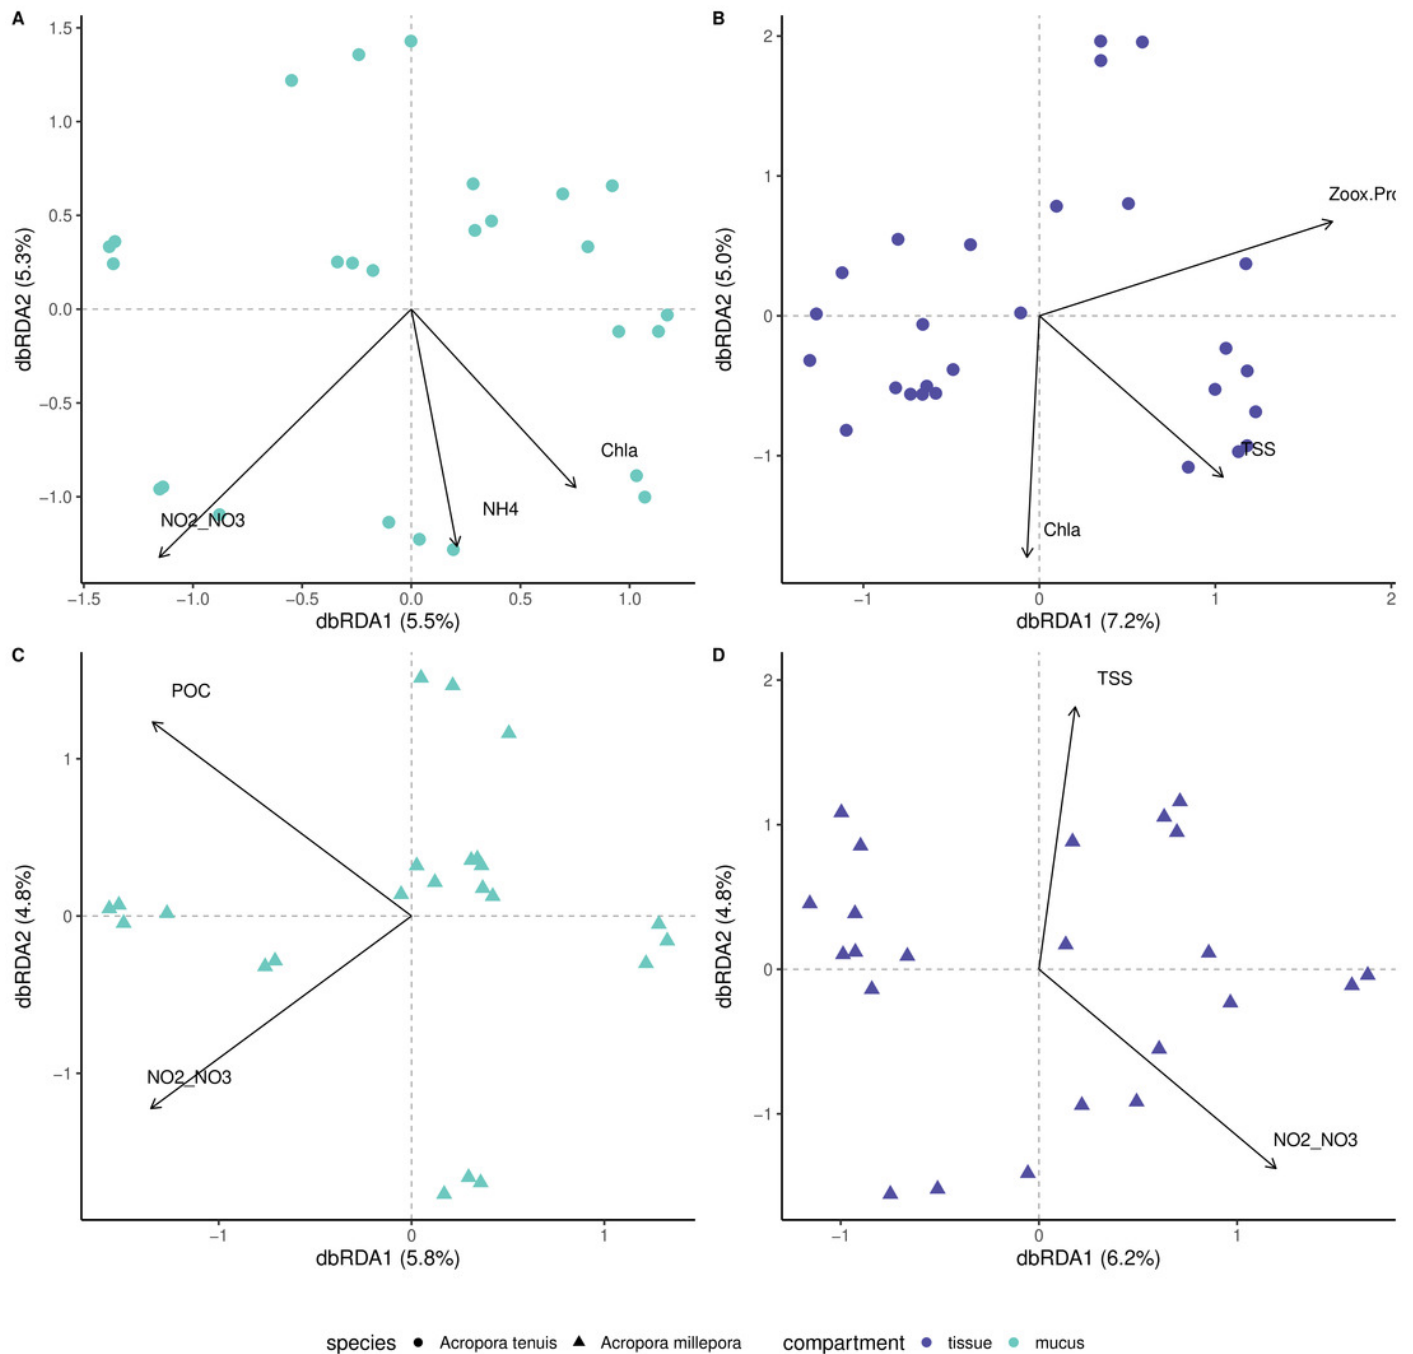 A
1.5
1.0
0.5
0.0
−0.5
−1.0
dbRDA2 (5.3%)
Chla
NH4
NO2_NO3
−1.5 −1.0 −0.5 0.0 0.5 1.0
dbRDA1 (5.5%)
B
2
1
0
−1
dbRDA2 (5.0%)
Zoox.Pro
TSS
Chla
−1 0 1 2
dbRDA1 (7.2%)
C
POC
1
0
−1
dbRDA2 (4.8%)
NO2_NO3
−1 0 1
dbRDA1 (5.8%)
D
TSS
2
1
0
−1
dbRDA2 (4.8%)
NO2_NO3
−1 0 1
dbRDA1 (6.2%)
species Acropora tenuis Acropora millepora compartment tissue mucus